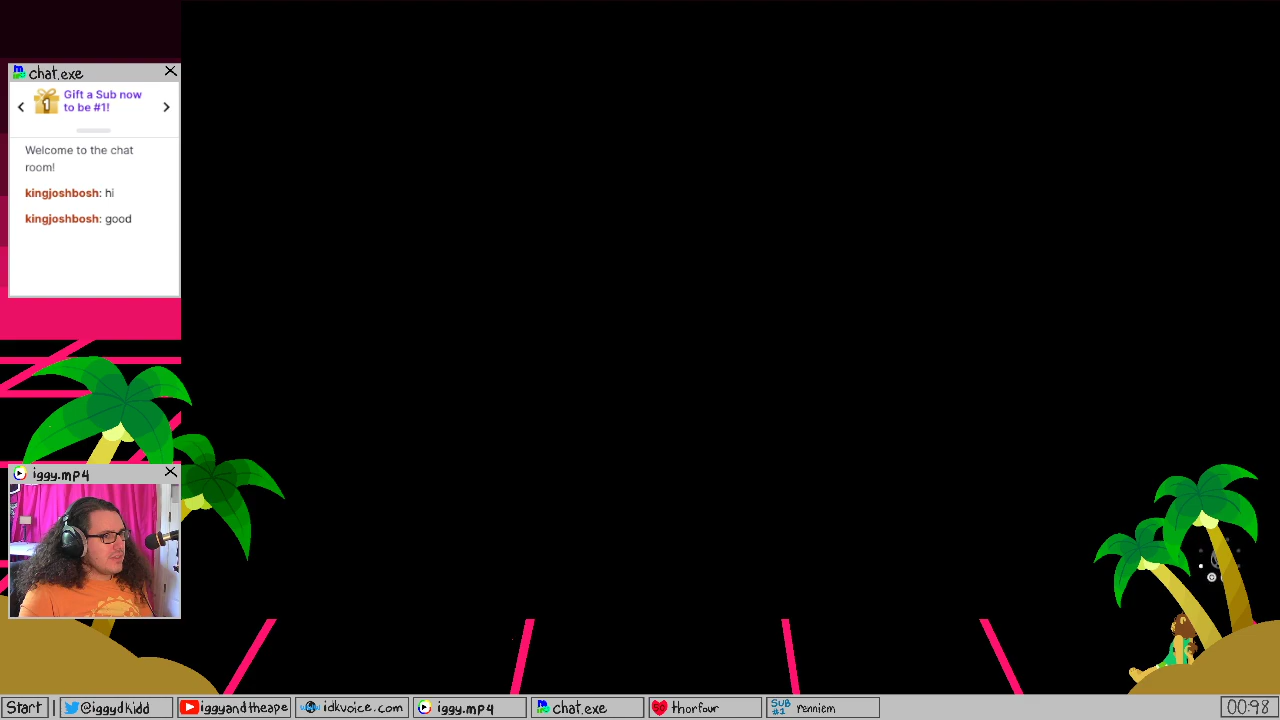 chat.exe
1
Gift a Sub now
to be #1!
Welcome to the chat
room!
kingjoshbosh: hi
kingjoshbosh: good
iggy.mp4
Start | @iggydkidd iggyandtheape idkvoice.com iggy.mp4 chat.exe thorfour SUB #1 renniem 00:98